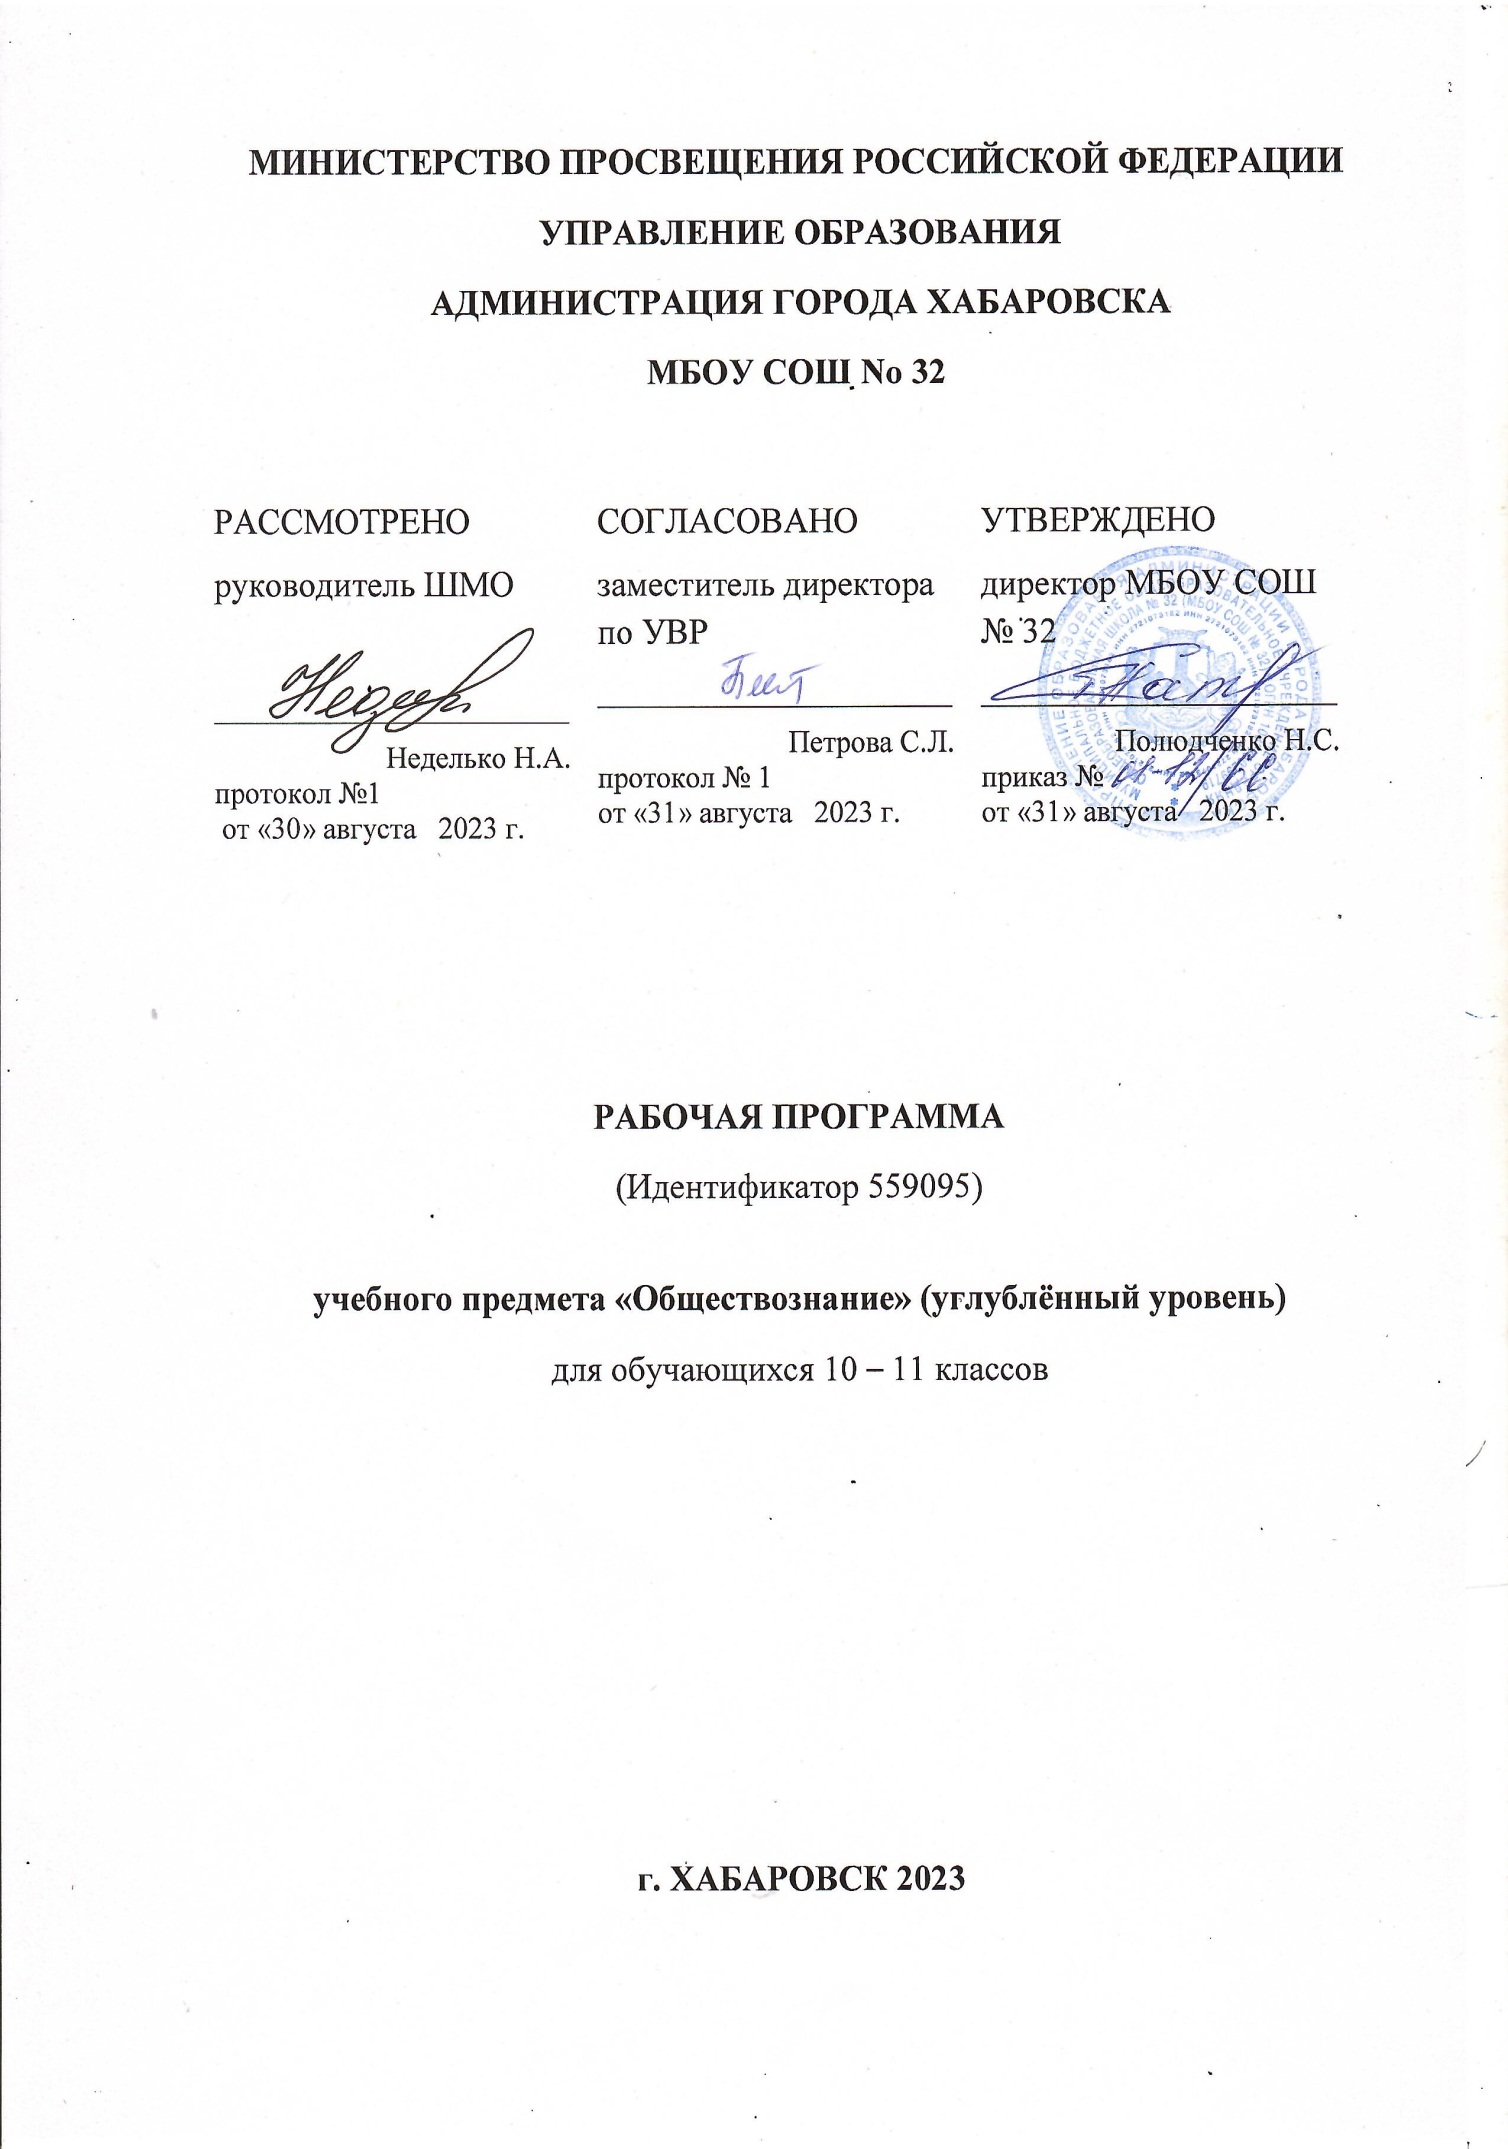 МИНИСТЕРСТВО ПРОСВЕЩЕНИЯ РОССИЙСКОЙ ФЕДЕРАЦИИ
УПРАВЛЕНИЕ ОБРАЗОВАНИЯ
АДМИНИСТРАЦИЯ ГОРОДА ХАБАРОВСКА
МБОУ СОШ No 32
РАССМОТРЕНО
руководитель ШМО
Неделько Н.А.
протокол №1
от «30» августа 2023 г.
СОГЛАСОВАНО
заместитель директора
по УВР
Петрова С.Л.
протокол № 1
от «31» августа 2023 г.
УТВЕРЖДЕНО
директор МБОУ СОШ
№ 32
Полюдченко Н.С.
приказ №
от «31» августа 2023 г.
РАБОЧАЯ ПРОГРАММА
(Идентификатор 559095)
учебного предмета «Обществознание» (углублённый уровень)
для обучающихся 10 – 11 классов
г. ХАБАРОВСК 2023